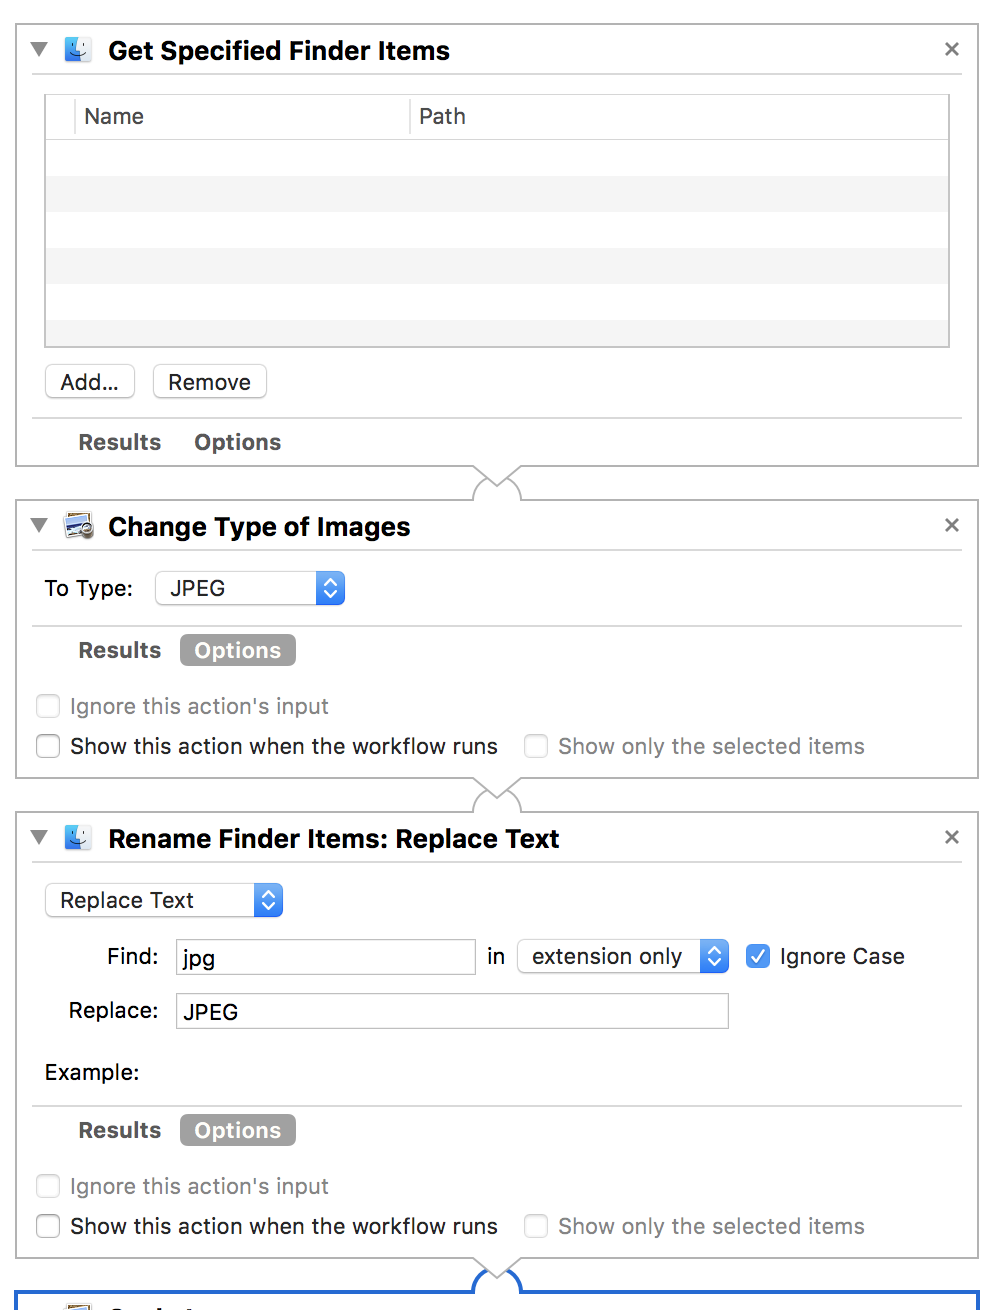 Get Specified Finder Items
Name Path
Add... Remove
Results Options
Change Type of Images
To Type: JPEG
Results Options
Ignore this action's input
Show this action when the workflow runs Show only the selected items
Rename Finder Items: Replace Text
Replace Text
Find: jpg in extension only Ignore Case
Replace: JPEG
Example:
Results Options
Ignore this action's input
Show this action when the workflow runs Show only the selected items